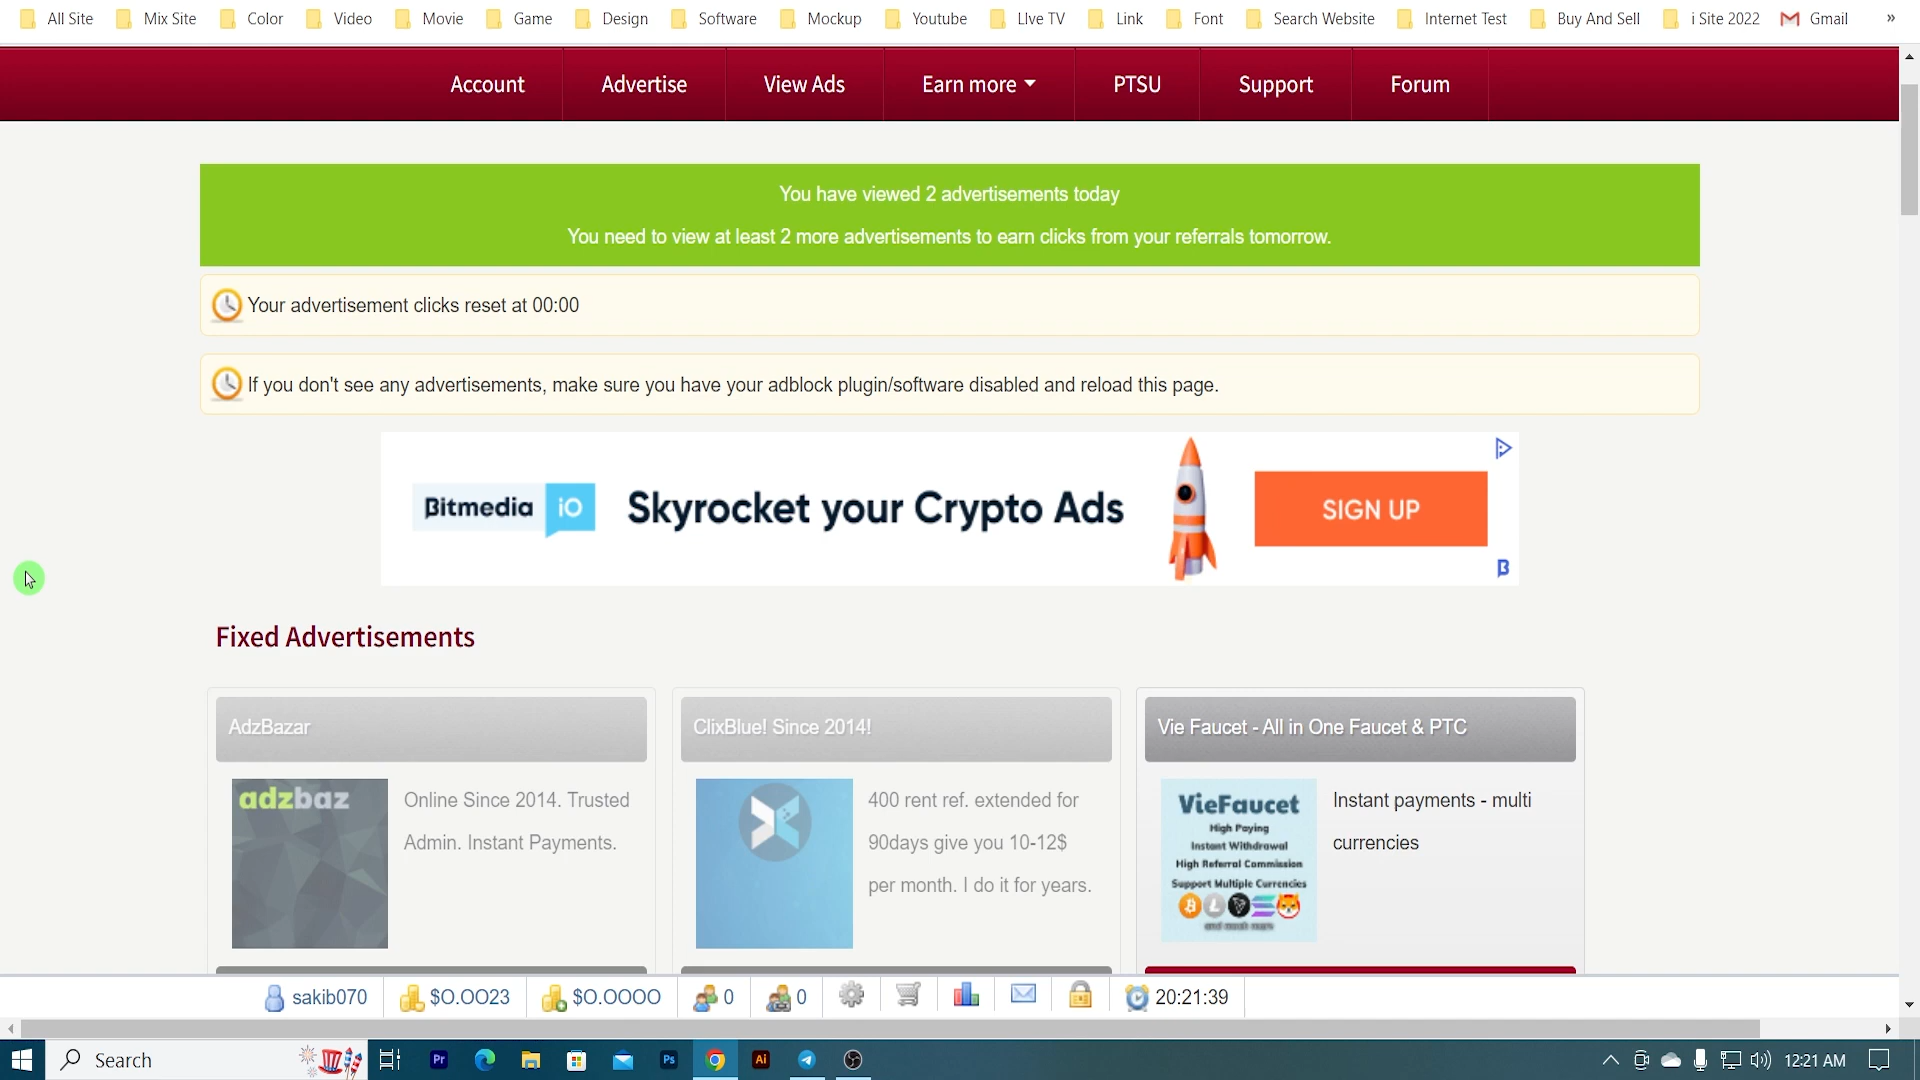 All Site Mix Site Color Video Movie Game Design Software Mockup Youtube LIve TV Link Font Search Website Internet Test Buy And Sell i Site 2022 Gmail »
Account Advertise View Ads Earn more PTSU Support Forum
You have viewed 2 advertisements today
You need to view at least 2 more advertisements to earn clicks from your referrals tomorrow.
Your advertisement clicks reset at 00:00
If you don't see any advertisements, make sure you have your adblock plugin/software disabled and reload this page.
Bitmedia iO Skyrocket your Crypto Ads SIGN UP
Fixed Advertisements
AdzBazar
adzbaz
Online Since 2014. Trusted
Admin. Instant Payments.
ClixBlue! Since 2014!
400 rent ref. extended for
90days give you 10-12$
per month. I do it for years.
Vie Faucet - All in One Faucet & PTC
VieFaucet
High Paying
Instant Withdrawal
High Referral Commission
Support Multiple Currencies
and much more
Instant payments - multi
currencies
sakib070 $0.0023 $0.0000 0 0 20:21:39
Search Pr Ps Ai 12:21 AM